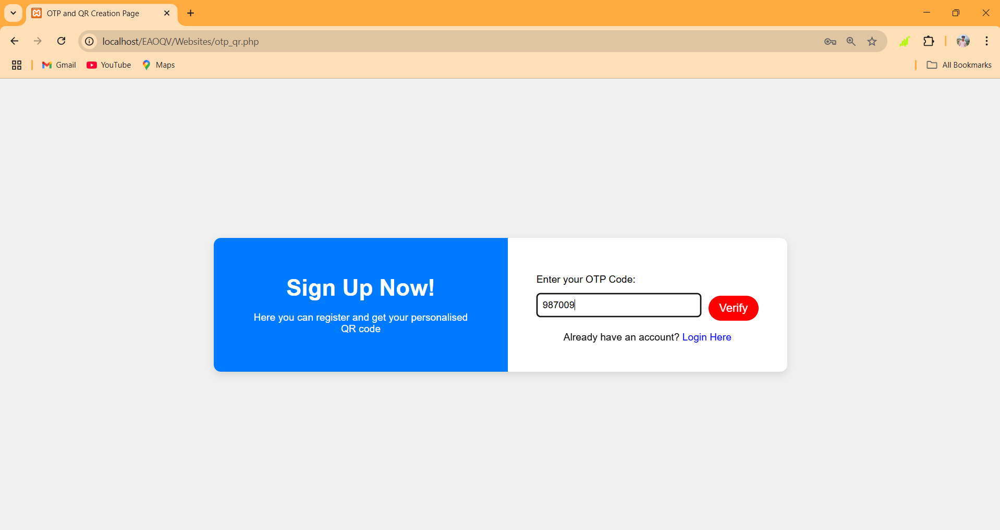 OTP and QR Creation Page
localhost/EAOQV/Websites/otp_qr.php
Gmail YouTube Maps All Bookmarks
Sign Up Now!
Here you can register and get your personalised
QR code
Enter your OTP Code:
987009
Verify
Already have an account? Login Here